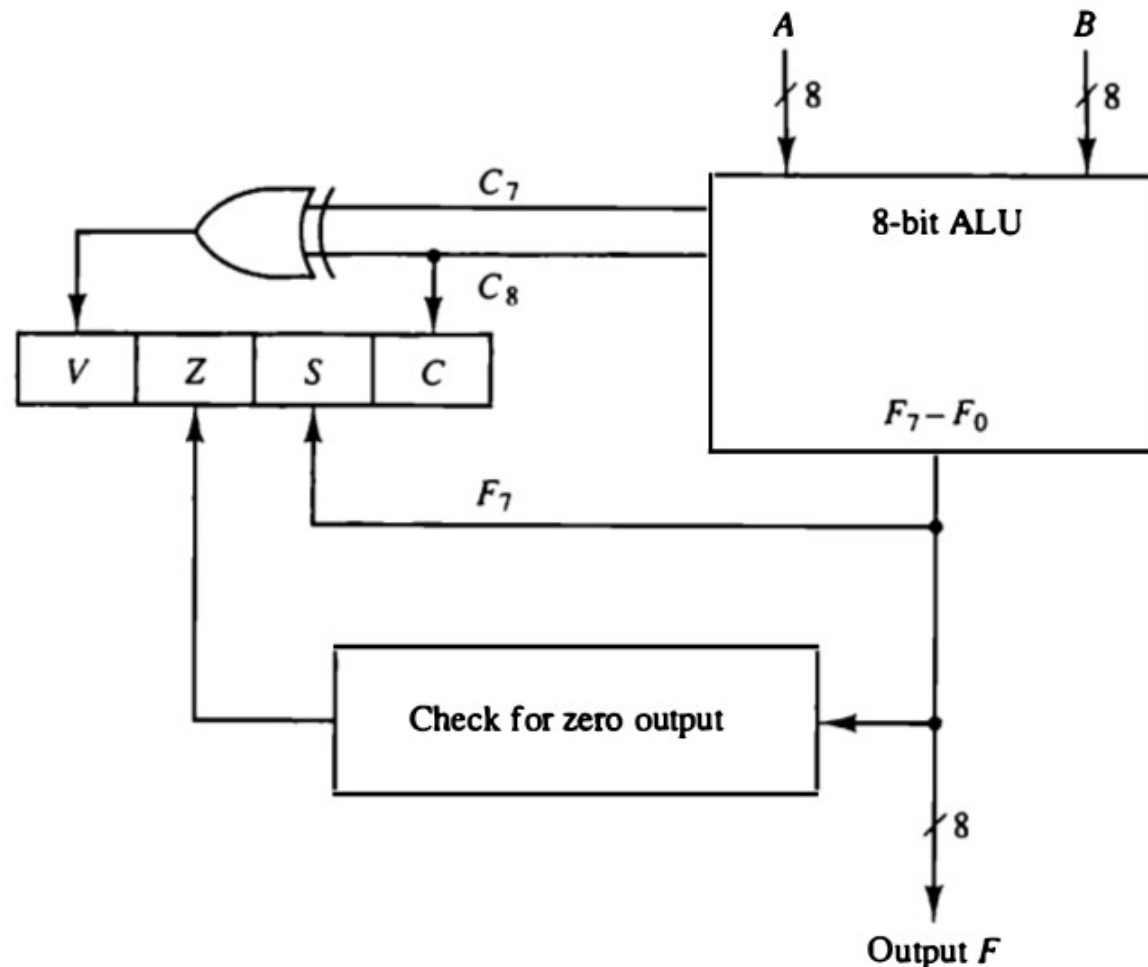 A
B
8
8
C7
8-bit ALU
C8
V Z S C
F7 – F0
F7
Check for zero output
8
Output F